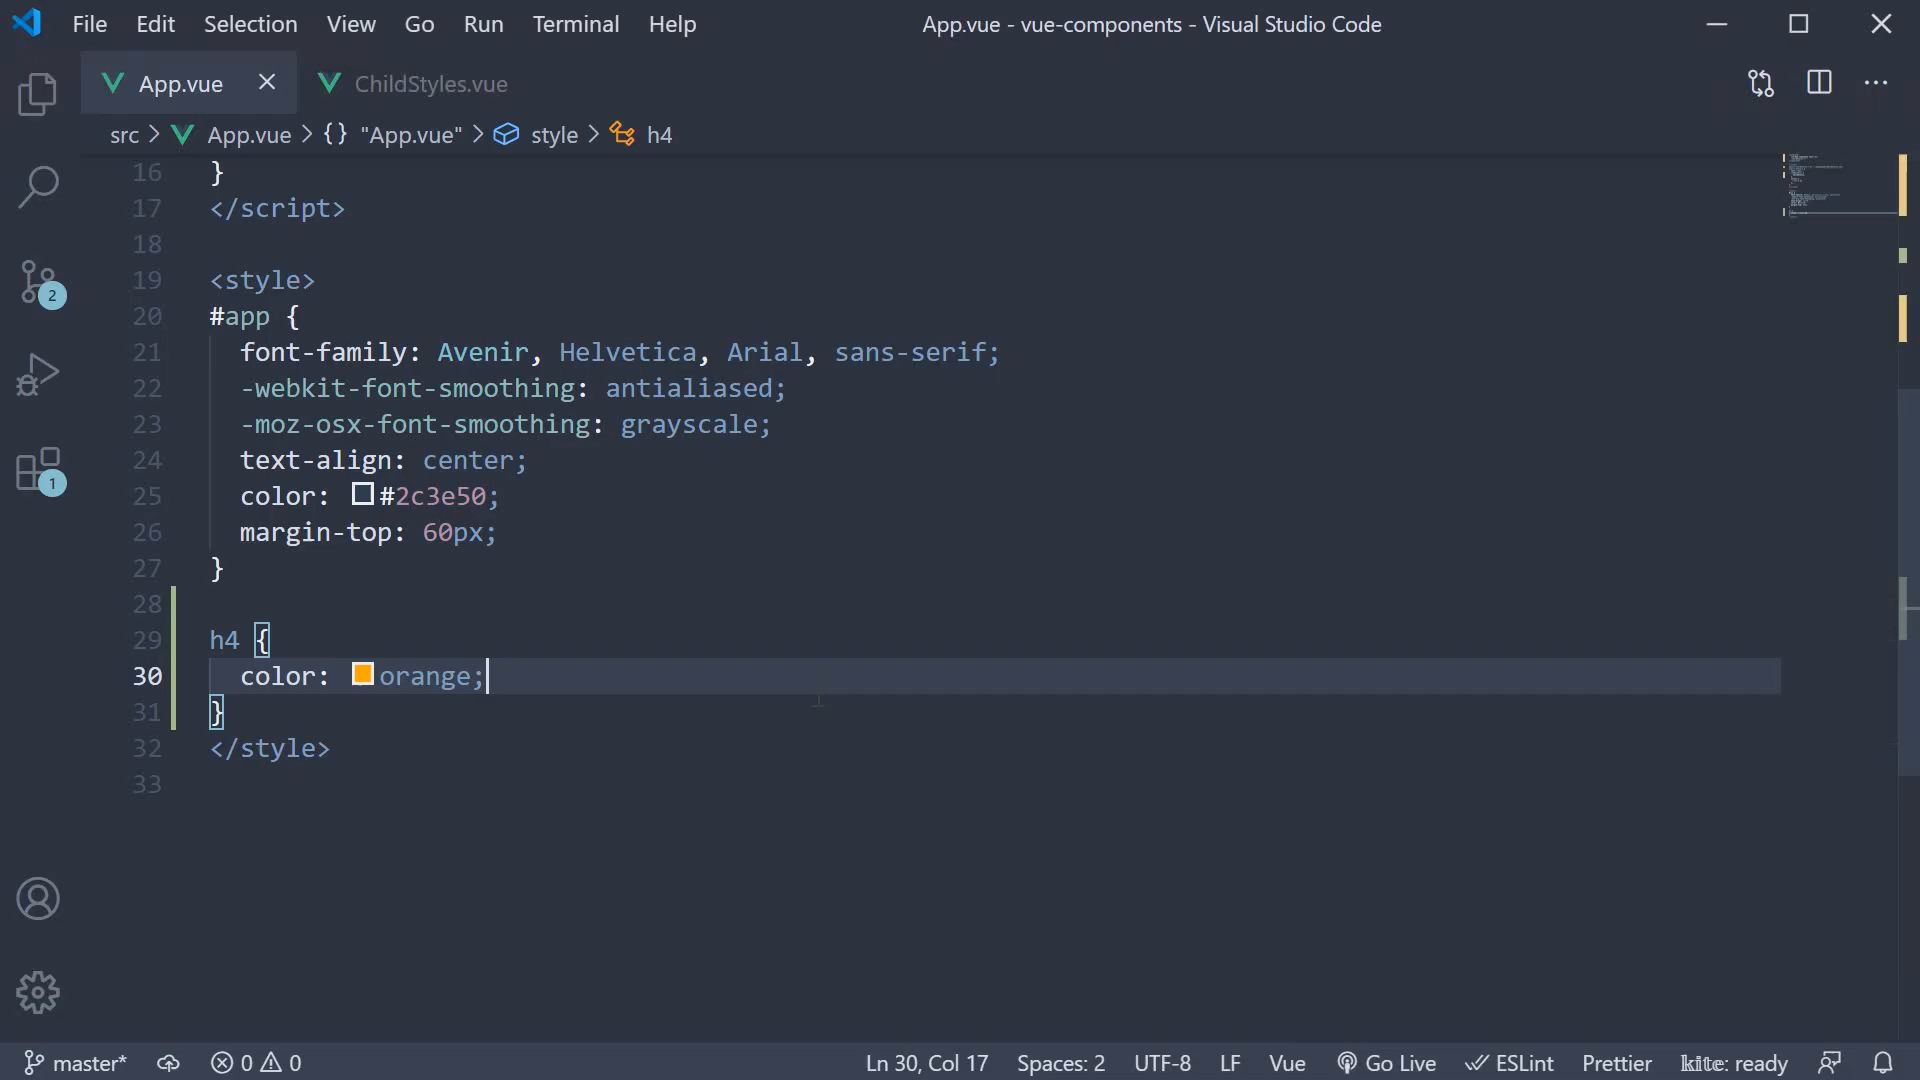 File Edit Selection View Go Run Terminal Help App.vue - vue-components - Visual Studio Code
App.vue ChildStyles.vue
src > App.vue > {} "App.vue" > style > h4
16 }
17 </script>
18
19 <style>
20 #app {
21 font-family: Avenir, Helvetica, Arial, sans-serif;
22 -webkit-font-smoothing: antialiased;
23 -moz-osx-font-smoothing: grayscale;
24 text-align: center;
25 color: #2c3e50;
26 margin-top: 60px;
27 }
28
29 h4 {
30 color: orange;
31 }
32 </style>
33
2
1
master* 0 0 Ln 30, Col 17 Spaces: 2 UTF-8 LF Vue Go Live ESLint Prettier kite: ready